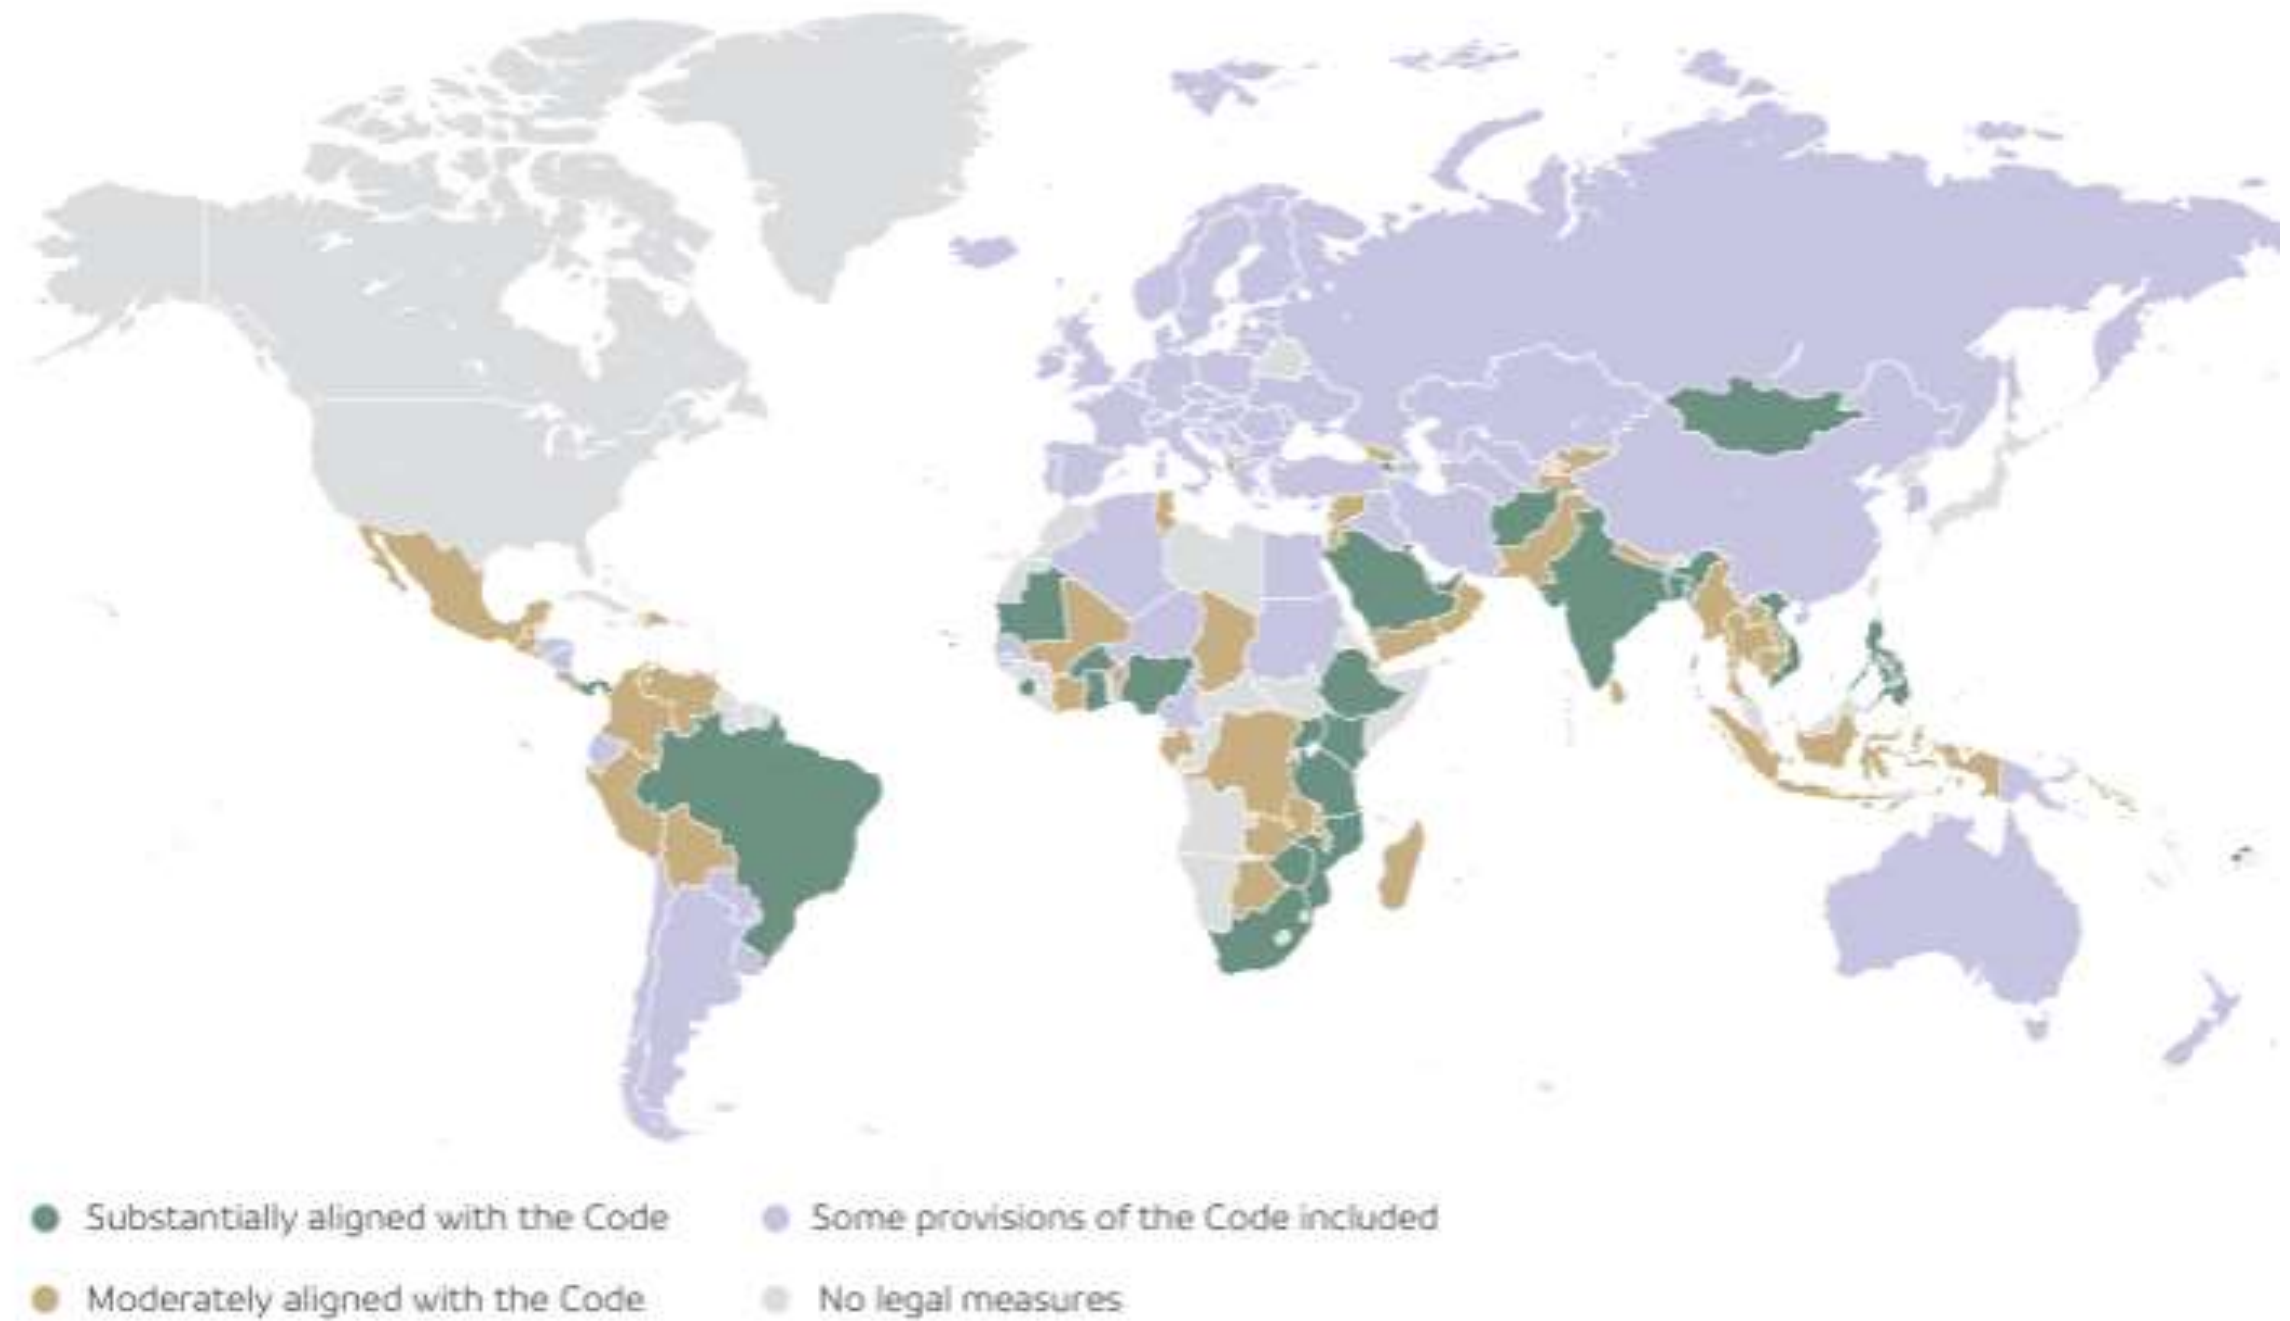 Substantially aligned with the Code
Some provisions of the Code included
Moderately aligned with the Code
No legal measures